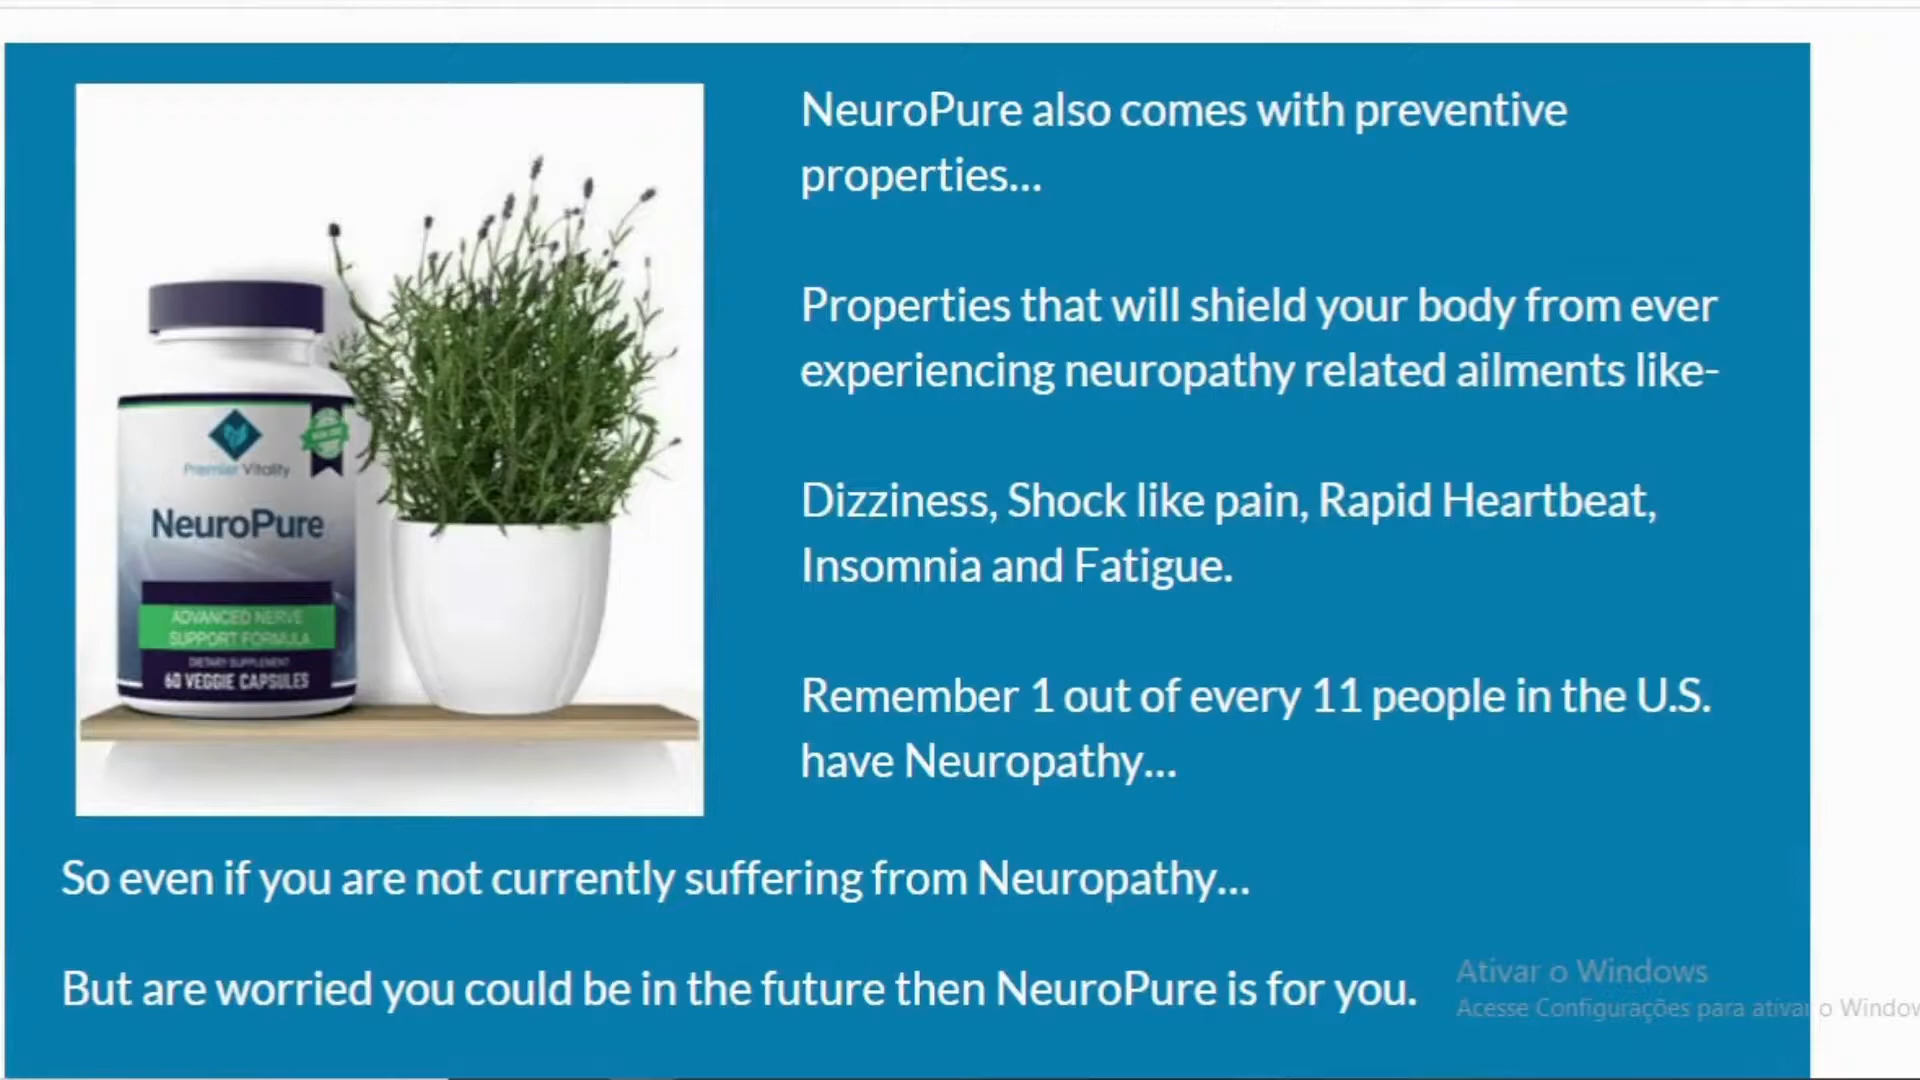 NeuroPure also comes with preventive
properties...
Properties that will shield your body from ever
experiencing neuropathy related ailments like-
Dizziness, Shock like pain, Rapid Heartbeat,
Insomnia and Fatigue.
Remember 1 out of every 11 people in the U.S.
have Neuropathy...
Premier Vitality
NeuroPure
ADVANCED NERVE
SUPPORT FORMULA
DIETARY SUPPLEMENT
60 VEGGIE CAPSULES
So even if you are not currently suffering from Neuropathy...
But are worried you could be in the future then NeuroPure is for you.
Ativar o Windows
Acesse Configurações para ativar o Window